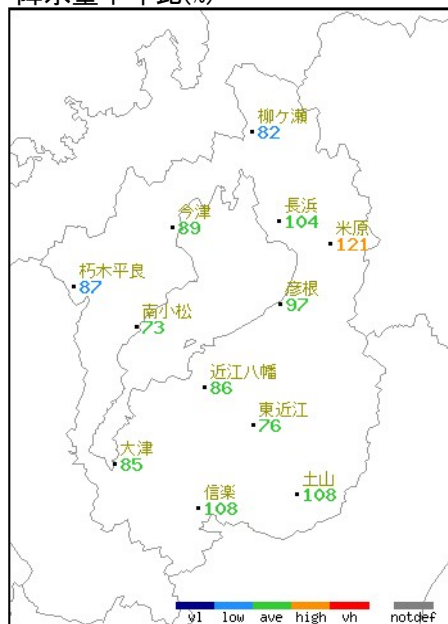 降水量平年比(%)
柳ケ瀬
82
今津
89
長浜
104
米原
121
朽木平良
87
彦根
97
南小松
73
近江八幡
86
東近江
76
大津
85
信楽
108
土山
108
vl low ave high vh notdef